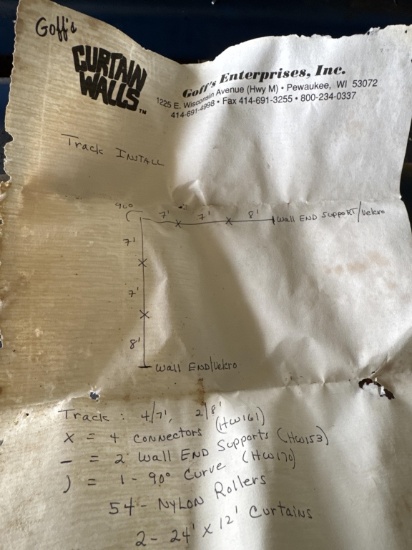 Goff's
CURTAIN
WALLS™
Goff's Enterprises, Inc.
1225 E. Wisconsin Avenue (Hwy M) • Pewaukee, WI 53072
414-691-4998 • Fax 414-691-3255 • 800-234-0337
Track INSTALL
90°
7' 7' 8' Wall END Support/Velcro
7'
7'
8'
Wall END/Velcro
Track: 4/7', 2/8'
X = 4 Connectors (HW161)
_ = 2 Wall END Supports (HW153)
) = 1 - 90° Curve (HW170)
54 - NYLON Rollers
2 - 24' x 12' Curtains